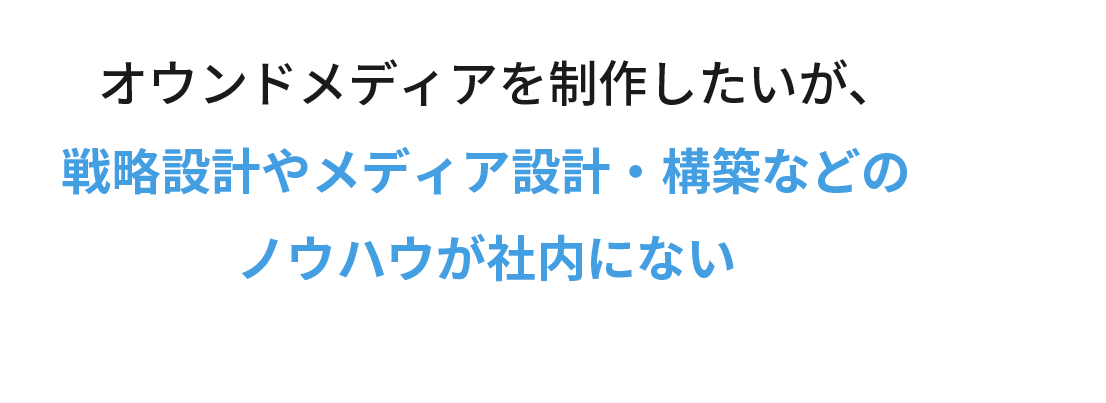 オウンドメディアを制作したいが、
戦略設計やメディア設計・構築などの
ノウハウが社内にない